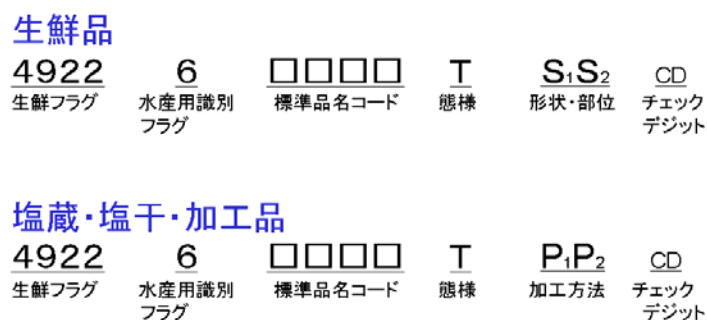 生鮮品
4922 6 □□□□ T S₁S₂ CD
生鮮フラグ 水産用識別 標準品名コード 態様 形状・部位 チェック
フラグ デジット
塩蔵・塩干・加工品
4922 6 □□□□ T P₁P₂ CD
生鮮フラグ 水産用識別 標準品名コード 態様 加工方法 チェック
フラグ デジット